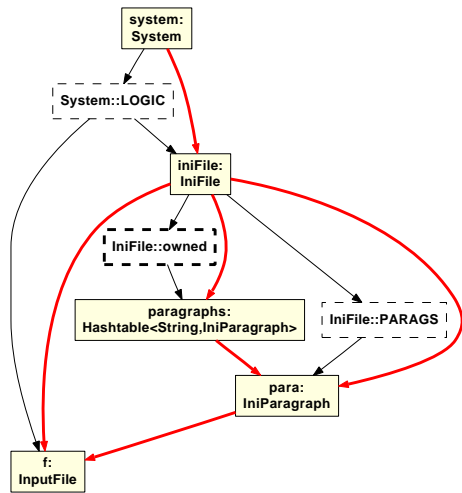 system:
System
System::LOGIC
iniFile:
IniFile
IniFile::owned
paragraphs:
Hashtable<String,IniParagraph>
IniFile::PARAGS
para:
IniParagraph
f:
InputFile